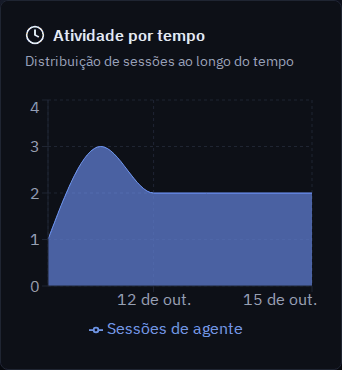 Atividade por tempo
Distribuição de sessões ao longo do tempo
4
3
2
1
0
12 de out.
15 de out.
Sessões de agente